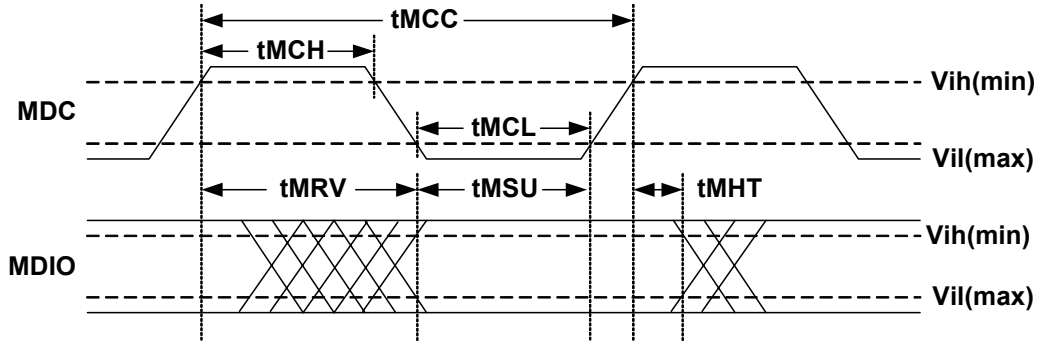 tMCC
tMCH
Vih(min)
MDC
tMCL
Vil(max)
tMRV
tMSU
tMHT
Vih(min)
MDIO
Vil(max)